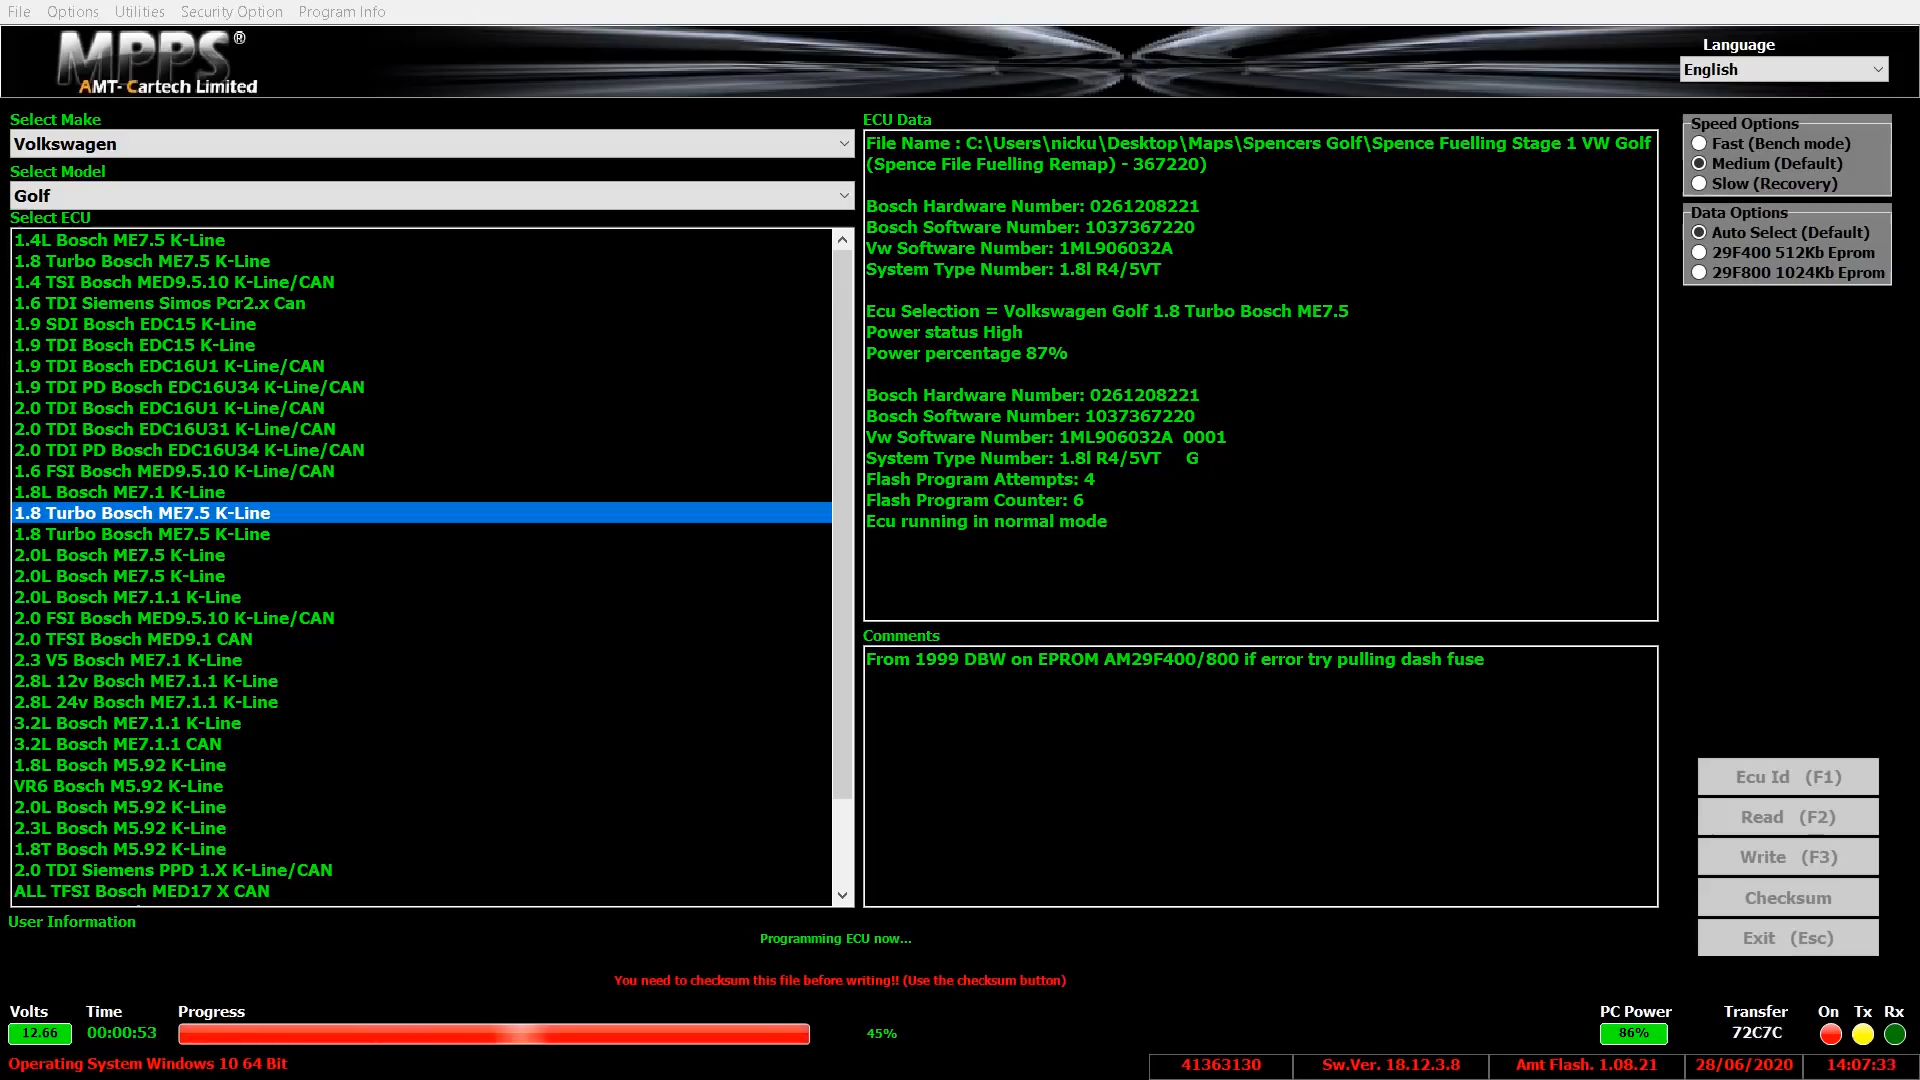 File Options Utilities Security Option Program Info
MPPS®
AMT- Cartech Limited
Language
English
Select Make
Volkswagen
Select Model
Golf
Select ECU
1.4L Bosch ME7.5 K-Line
1.8 Turbo Bosch ME7.5 K-Line
1.4 TSI Bosch MED9.5.10 K-Line/CAN
1.6 TDI Siemens Simos Pcr2.x Can
1.9 SDI Bosch EDC15 K-Line
1.9 TDI Bosch EDC15 K-Line
1.9 TDI Bosch EDC16U1 K-Line/CAN
1.9 TDI PD Bosch EDC16U34 K-Line/CAN
2.0 TDI Bosch EDC16U1 K-Line/CAN
2.0 TDI Bosch EDC16U31 K-Line/CAN
2.0 TDI PD Bosch EDC16U34 K-Line/CAN
1.6 FSI Bosch MED9.5.10 K-Line/CAN
1.8L Bosch ME7.1 K-Line
1.8 Turbo Bosch ME7.5 K-Line
1.8 Turbo Bosch ME7.5 K-Line
2.0L Bosch ME7.5 K-Line
2.0L Bosch ME7.5 K-Line
2.0L Bosch ME7.1.1 K-Line
2.0 FSI Bosch MED9.5.10 K-Line/CAN
2.0 TFSI Bosch MED9.1 CAN
2.3 V5 Bosch ME7.1 K-Line
2.8L 12v Bosch ME7.1.1 K-Line
2.8L 24v Bosch ME7.1.1 K-Line
3.2L Bosch ME7.1.1 K-Line
3.2L Bosch ME7.1.1 CAN
1.8L Bosch M5.92 K-Line
VR6 Bosch M5.92 K-Line
2.0L Bosch M5.92 K-Line
2.3L Bosch M5.92 K-Line
1.8T Bosch M5.92 K-Line
2.0 TDI Siemens PPD 1.X K-Line/CAN
ALL TFSI Bosch MED17 X CAN
ECU Data
File Name : C:\Users\nicku\Desktop\Maps\Spencers Golf\Spence Fuelling Stage 1 VW Golf
(Spence File Fuelling Remap) - 367220)
Bosch Hardware Number: 0261208221
Bosch Software Number: 1037367220
Vw Software Number: 1ML906032A
System Type Number: 1.8l R4/5VT
Ecu Selection = Volkswagen Golf 1.8 Turbo Bosch ME7.5
Power status High
Power percentage 87%
Bosch Hardware Number: 0261208221
Bosch Software Number: 1037367220
Vw Software Number: 1ML906032A 0001
System Type Number: 1.8l R4/5VT G
Flash Program Attempts: 4
Flash Program Counter: 6
Ecu running in normal mode
Comments
From 1999 DBW on EPROM AM29F400/800 if error try pulling dash fuse
Speed Options
Fast (Bench mode)
Medium (Default)
Slow (Recovery)
Data Options
Auto Select (Default)
29F400 512Kb Eprom
29F800 1024Kb Eprom
Ecu Id (F1)
Read (F2)
Write (F3)
Checksum
Exit (Esc)
User Information
Programming ECU now...
You need to checksum this file before writing!! (Use the checksum button)
Volts Time Progress PC Power Transfer On Tx Rx
12.66 00:00:53 45% 86% 72C7C
Operating System Windows 10 64 Bit 41363130 Sw.Ver. 18.12.3.8 Amt Flash. 1.08.21 28/06/2020 14:07:33